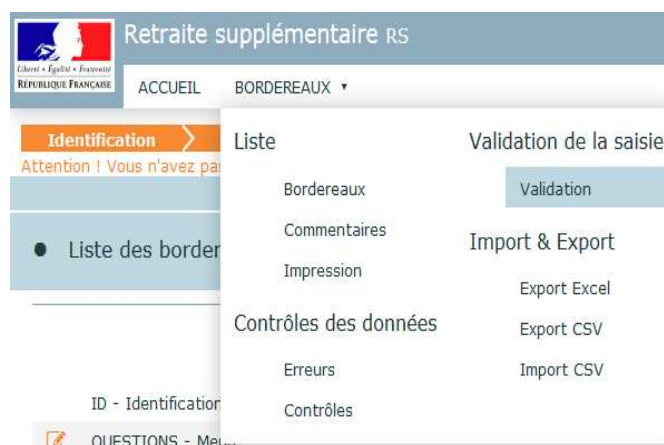 Retraite supplémentaire RS
Liberté • Égalité • Fraternité
RÉPUBLIQUE FRANÇAISE
ACCUEIL BORDEREAUX
Identification
Attention ! Vous n'avez pas
Liste des border
ID - Identification
QUESTIONS - Menu
Liste
Bordereaux
Commentaires
Impression
Contrôles des données
Erreurs
Contrôles
Validation de la saisie
Validation
Import & Export
Export Excel
Export CSV
Import CSV